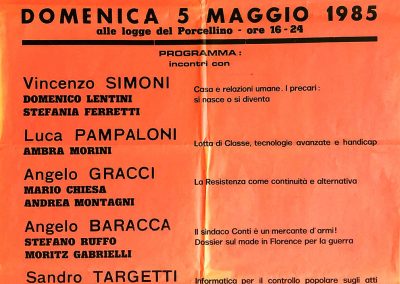 DOMENICA 5 MAGGIO 1985
alle logge del Porcellino - ore 16-24
PROGRAMMA:
incontri con
Vincenzo SIMONI
DOMENICO LENTINI
STEFANIA FERRETTI
Casa e relazioni umane. I precari:
si nasce o si diventa
Luca PAMPALONI
AMBRA MORINI
Lotta di Classe, tecnologie avanzate e handicap
Angelo GRACCI
MARIO CHIESA
ANDREA MONTAGNI
La Resistenza come continuità e alternativa
Angelo BARACCA
STEFANO RUFFO
MORITZ GABRIELLI
Il sindaco Conti è un mercante d'armi!
Dossier sul made in Florence per la guerra
Sandro TARGETTI
Informatica per il controllo popolare sugli atti